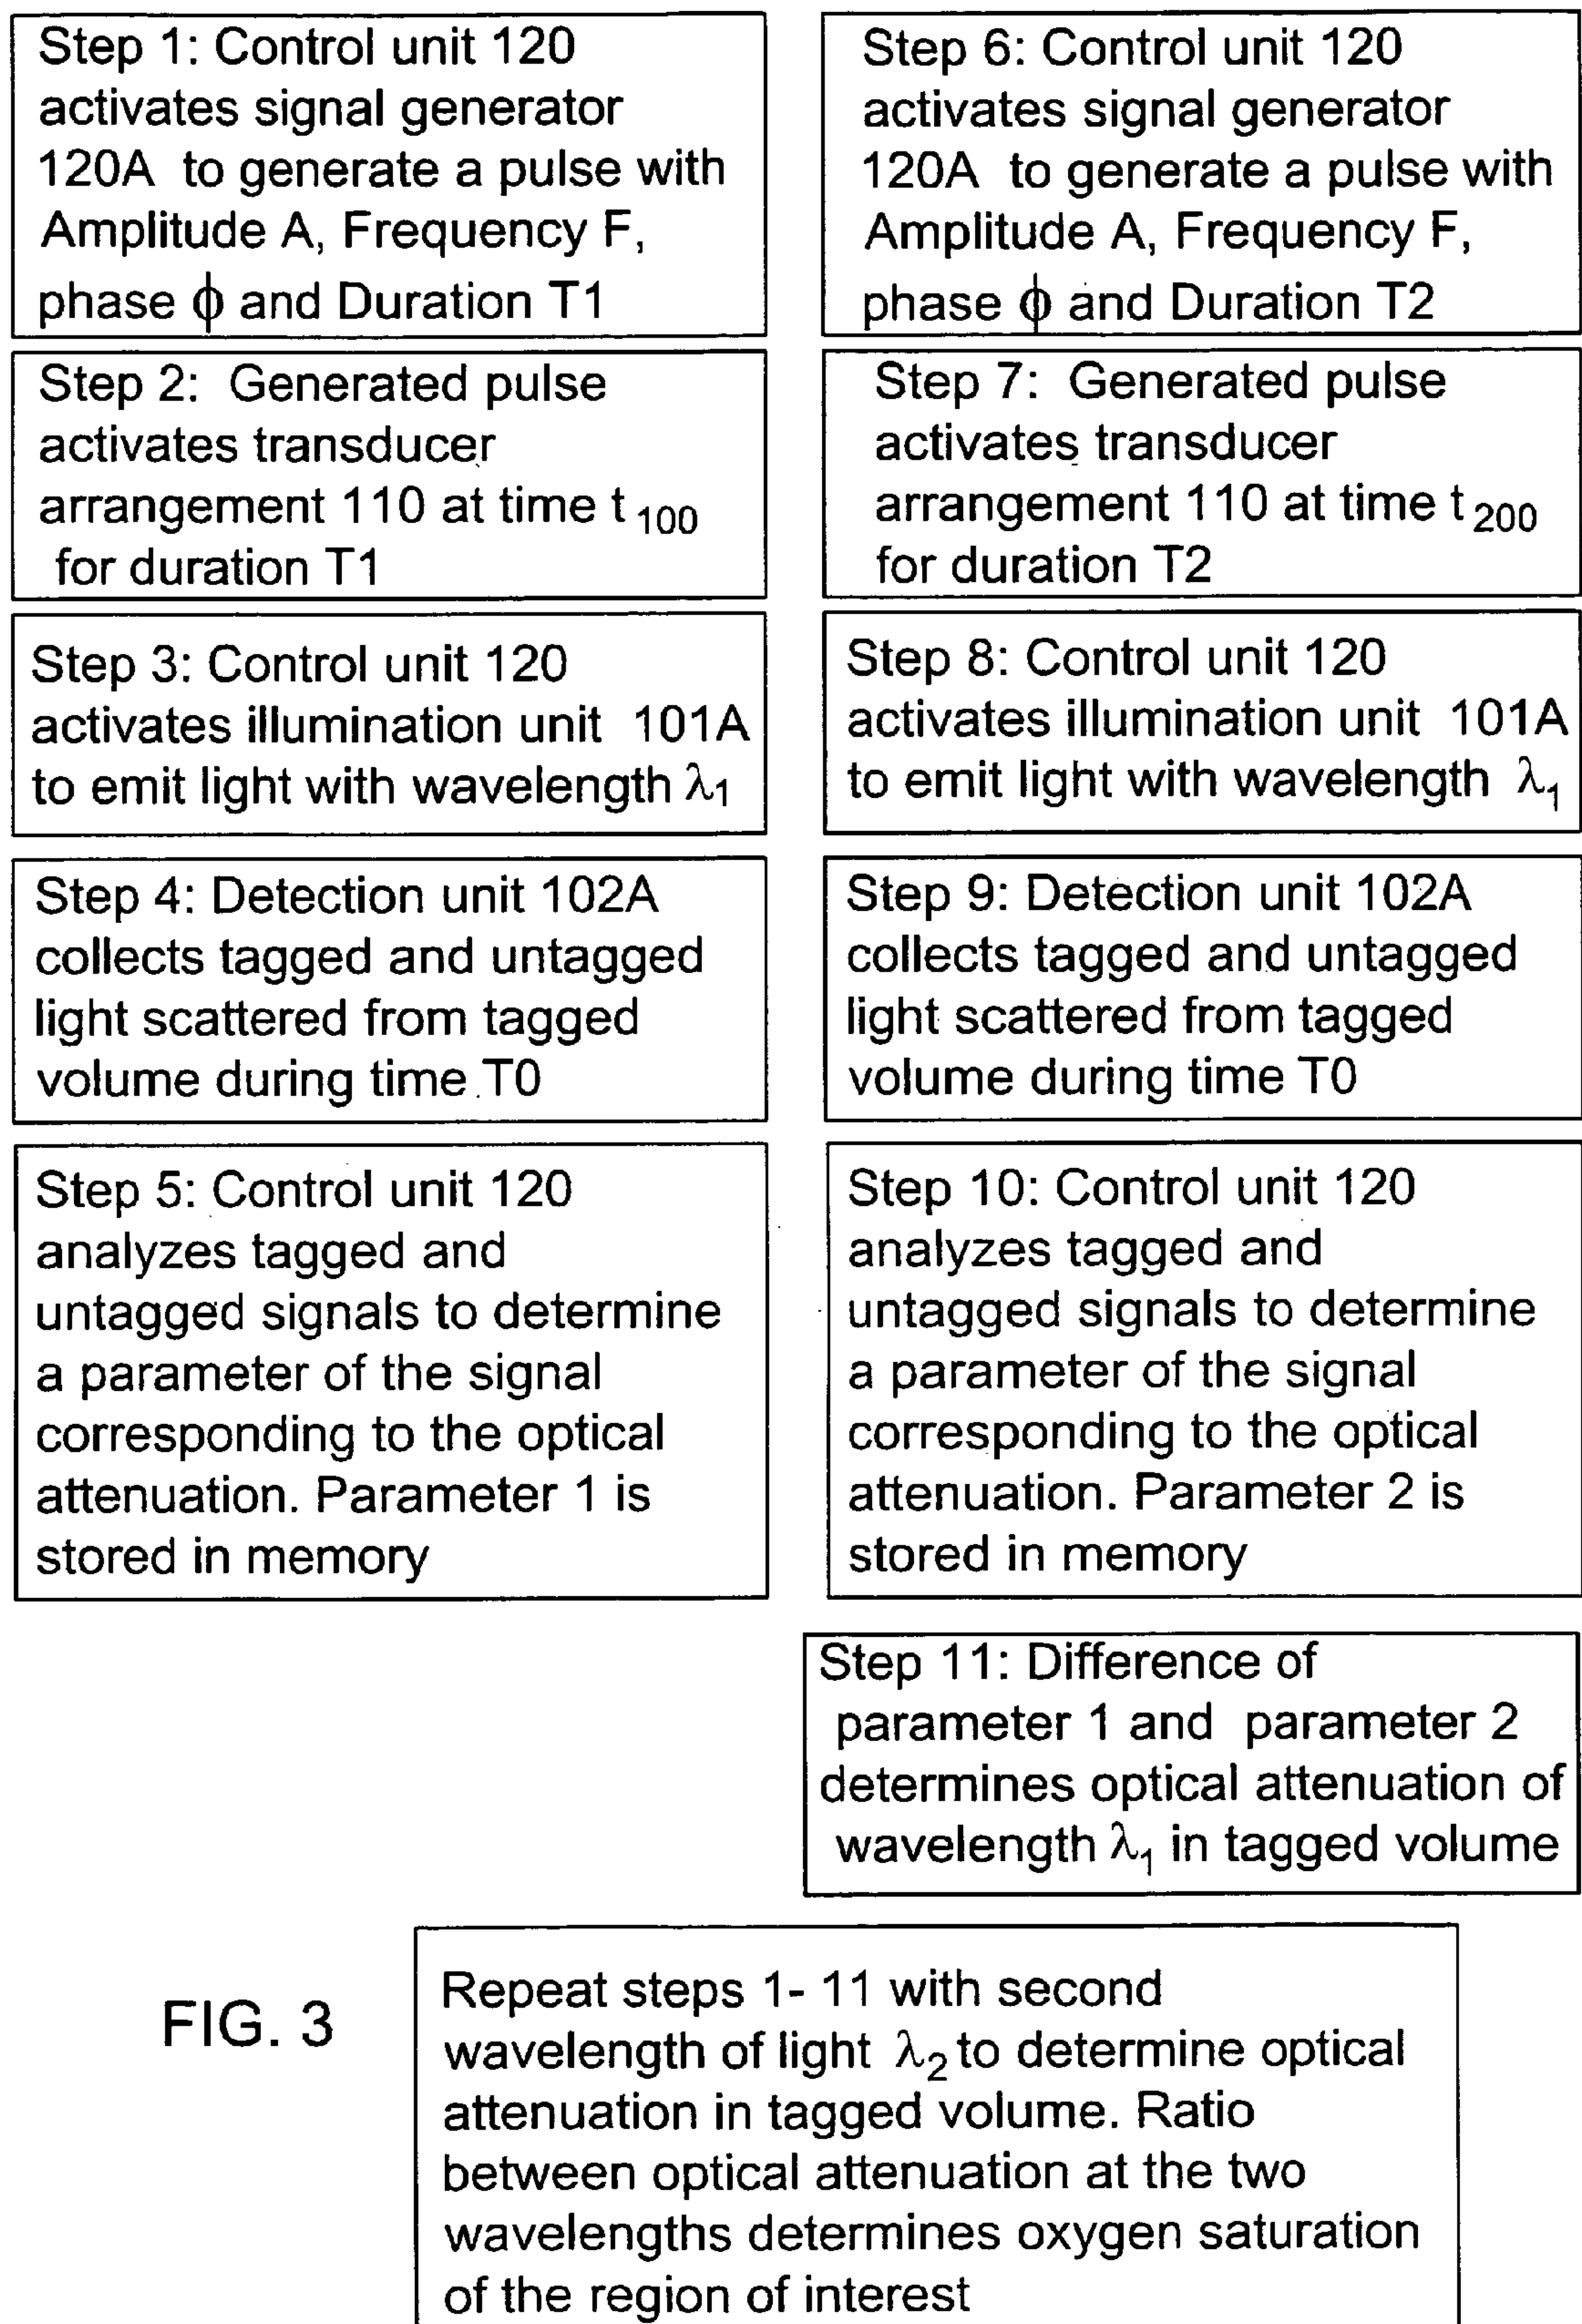 Step 1: Control unit 120
activates signal generator
120A to generate a pulse with
Amplitude A, Frequency F,
phase ϕ and Duration T1
Step 2: Generated pulse
activates transducer
arrangement 110 at time t 100
for duration T1
Step 3: Control unit 120
activates illumination unit 101A
to emit light with wavelength λ1
Step 4: Detection unit 102A
collects tagged and untagged
light scattered from tagged
volume during time T0
Step 5: Control unit 120
analyzes tagged and
untagged signals to determine
a parameter of the signal
corresponding to the optical
attenuation. Parameter 1 is
stored in memory
Step 6: Control unit 120
activates signal generator
120A to generate a pulse with
Amplitude A, Frequency F,
phase ϕ and Duration T2
Step 7: Generated pulse
activates transducer
arrangement 110 at time t 200
for duration T2
Step 8: Control unit 120
activates illumination unit 101A
to emit light with wavelength λ1
Step 9: Detection unit 102A
collects tagged and untagged
light scattered from tagged
volume during time T0
Step 10: Control unit 120
analyzes tagged and
untagged signals to determine
a parameter of the signal
corresponding to the optical
attenuation. Parameter 2 is
stored in memory
Step 11: Difference of
parameter 1 and parameter 2
determines optical attenuation of
wavelength λ1 in tagged volume
FIG. 3
Repeat steps 1- 11 with second
wavelength of light λ2 to determine optical
attenuation in tagged volume. Ratio
between optical attenuation at the two
wavelengths determines oxygen saturation
of the region of interest